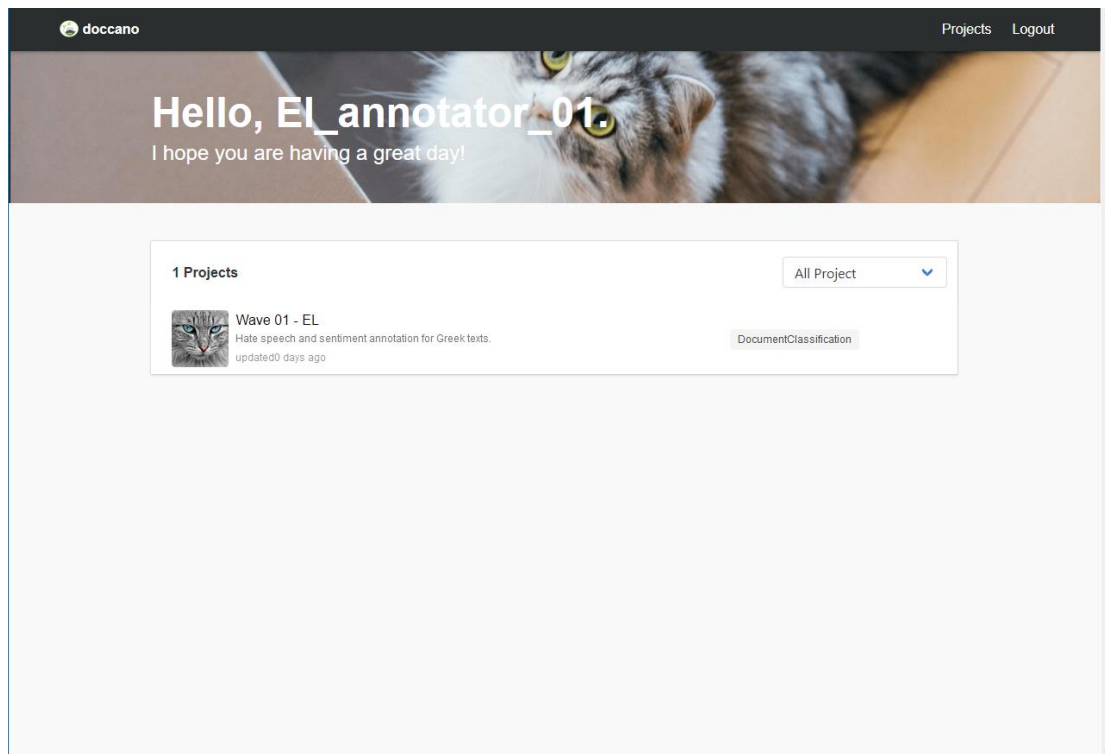 doccano
Projects Logout
Hello, El_annotator_01.
I hope you are having a great day!
1 Projects
All Project
Wave 01 - EL
Hate speech and sentiment annotation for Greek texts.
DocumentClassification
updated0 days ago